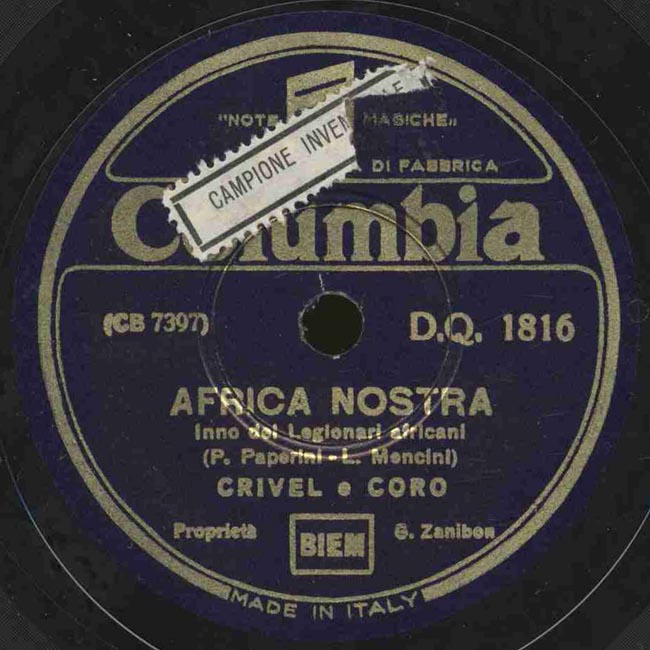 "NOTE MAGICHE„
CAMPIONE INVEN
DI FABBRICA
Columbia
(CB 7397)
D.Q. 1816
AFRICA NOSTRA
Inno dei Legionari africani
(P. Paperini - L. Mencini)
CRIVEL e CORO
Proprietà
BIEM
G. Zanibon
MADE IN ITALY